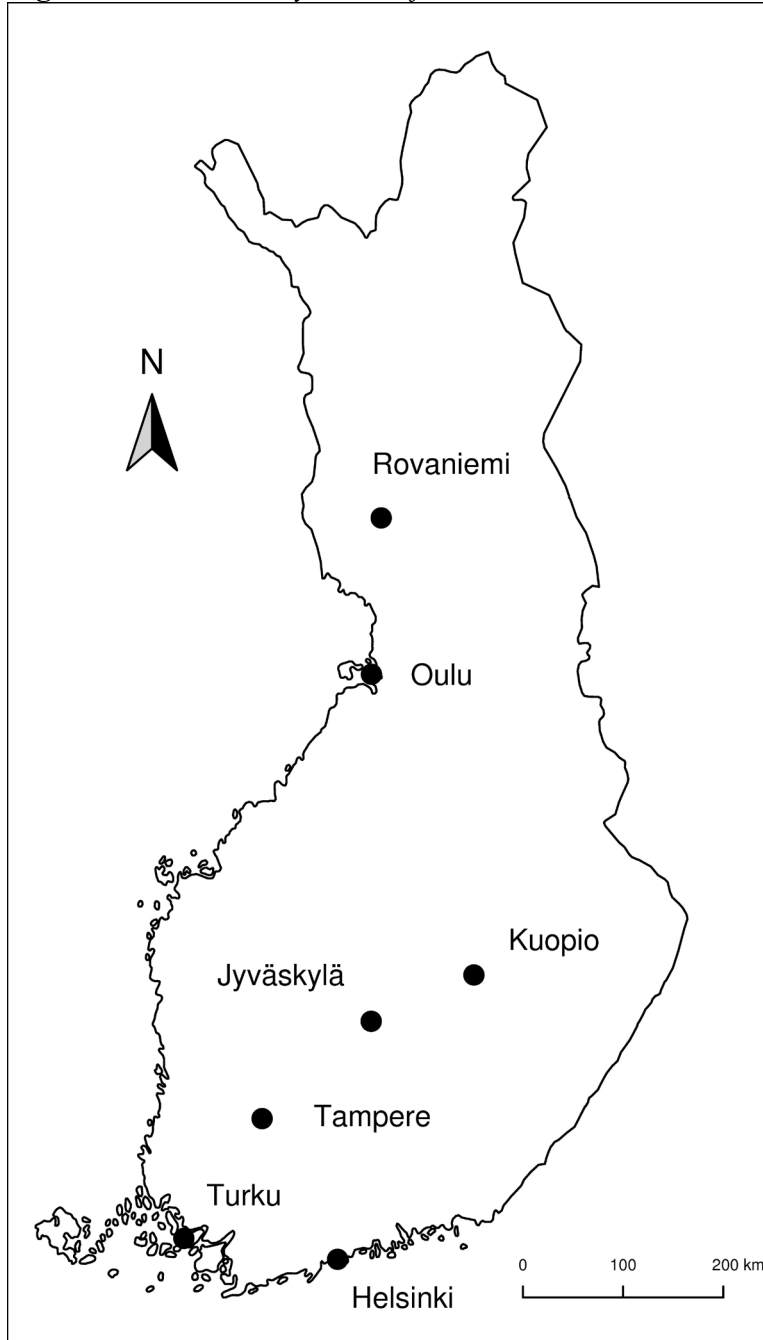 N
Rovaniemi
Oulu
Kuopio
Jyväskylä
Tampere
Turku
0 100 200 km
Helsinki